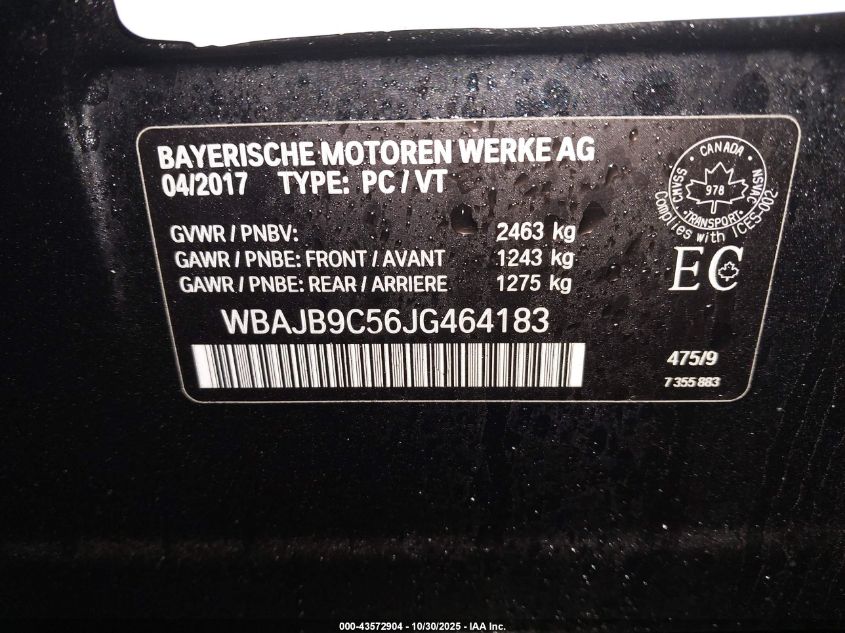 BAYERISCHE MOTOREN WERKE AG
04/2017 TYPE: PC / VT
GVWR / PNBV: 2463 kg
GAWR / PNBE: FRONT / AVANT 1243 kg
GAWR / PNBE: REAR / ARRIERE 1275 kg
WBAJB9C56JG464183
475/9
7 355 883
CANADA
CMVSS NSVAC
978
TRANSPORT
Complies with ICES-002
EC
000-43572904 - 10/30/2025 - IAA Inc.